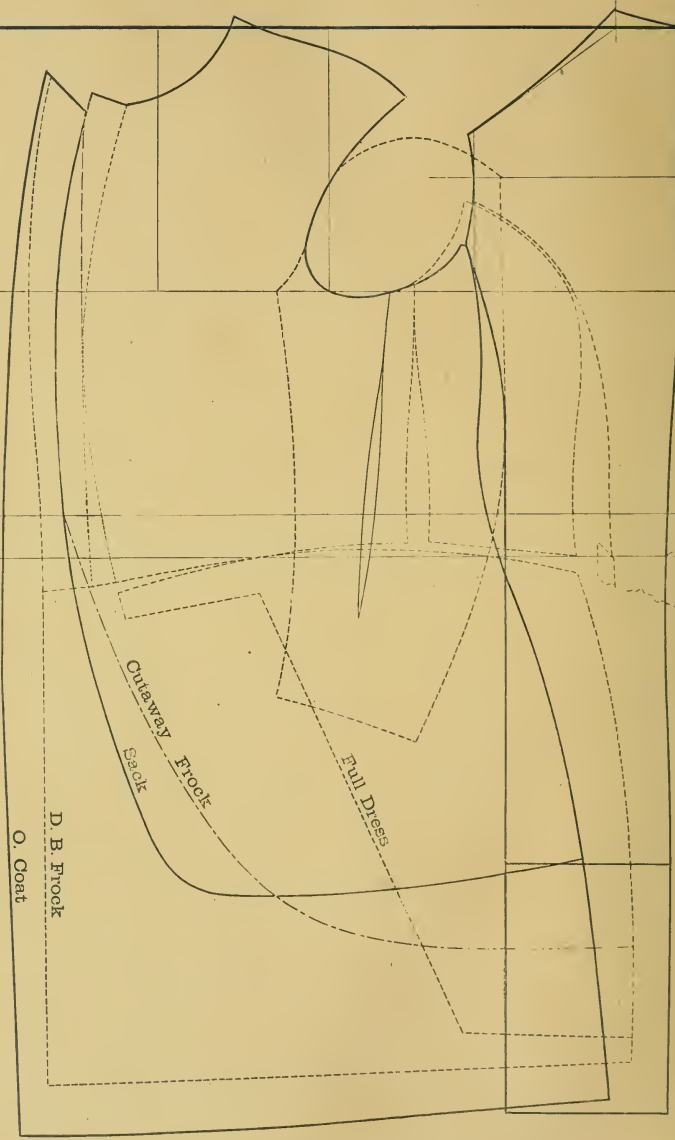 Cutaway Frock
Sack
Full Dress
D. B. Frock
O. Coat